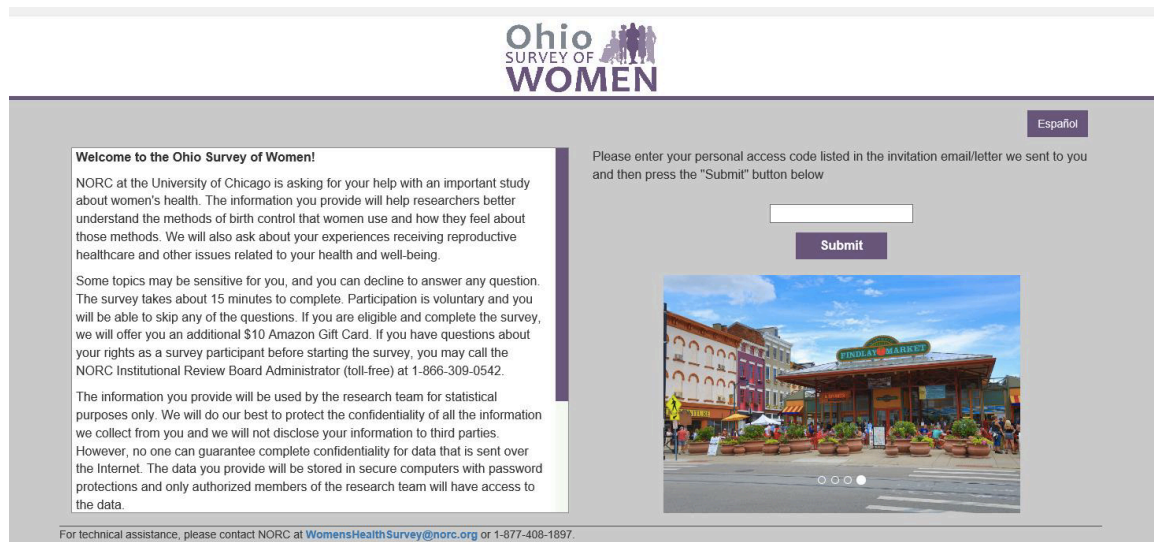 Ohio
SURVEY OF
WOMEN
Español
Welcome to the Ohio Survey of Women!
NORC at the University of Chicago is asking for your help with an important study
about women's health. The information you provide will help researchers better
understand the methods of birth control that women use and how they feel about
those methods. We will also ask about your experiences receiving reproductive
healthcare and other issues related to your health and well-being.
Some topics may be sensitive for you, and you can decline to answer any question.
The survey takes about 15 minutes to complete. Participation is voluntary and you
will be able to skip any of the questions. If you are eligible and complete the survey,
we will offer you an additional $10 Amazon Gift Card. If you have questions about
your rights as a survey participant before starting the survey, you may call the
NORC Institutional Review Board Administrator (toll-free) at 1-866-309-0542.
The information you provide will be used by the research team for statistical
purposes only. We will do our best to protect the confidentiality of all the information
we collect from you and we will not disclose your information to third parties.
However, no one can guarantee complete confidentiality for data that is sent over
the Internet. The data you provide will be stored in secure computers with password
protections and only authorized members of the research team will have access to
the data.
Please enter your personal access code listed in the invitation email/letter we sent to you
and then press the "Submit" button below
Submit
FINDLAY MARKET
For technical assistance, please contact NORC at WomensHealthSurvey@norc.org or 1-877-408-1897.